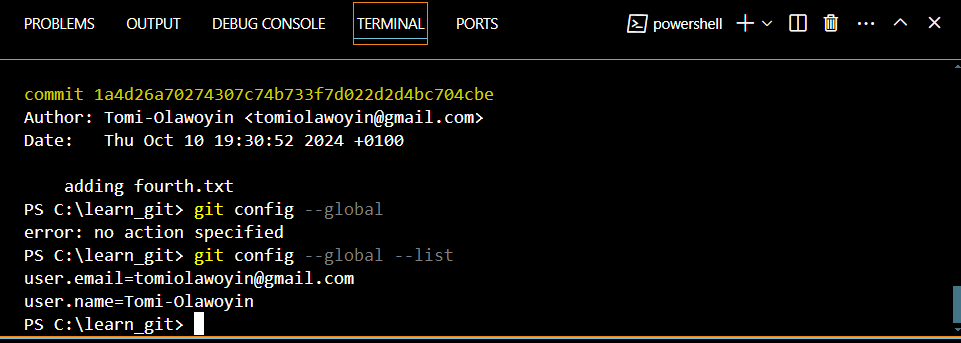 PROBLEMS OUTPUT DEBUG CONSOLE TERMINAL PORTS powershell
commit 1a4d26a70274307c74b733f7d022d2d4bc704cbe
Author: Tomi-Olawoyin <tomiolawoyin@gmail.com>
Date:   Thu Oct 10 19:30:52 2024 +0100
adding fourth.txt
PS C:\learn_git> git config --global
error: no action specified
PS C:\learn_git> git config --global --list
user.email=tomiolawoyin@gmail.com
user.name=Tomi-Olawoyin
PS C:\learn_git>